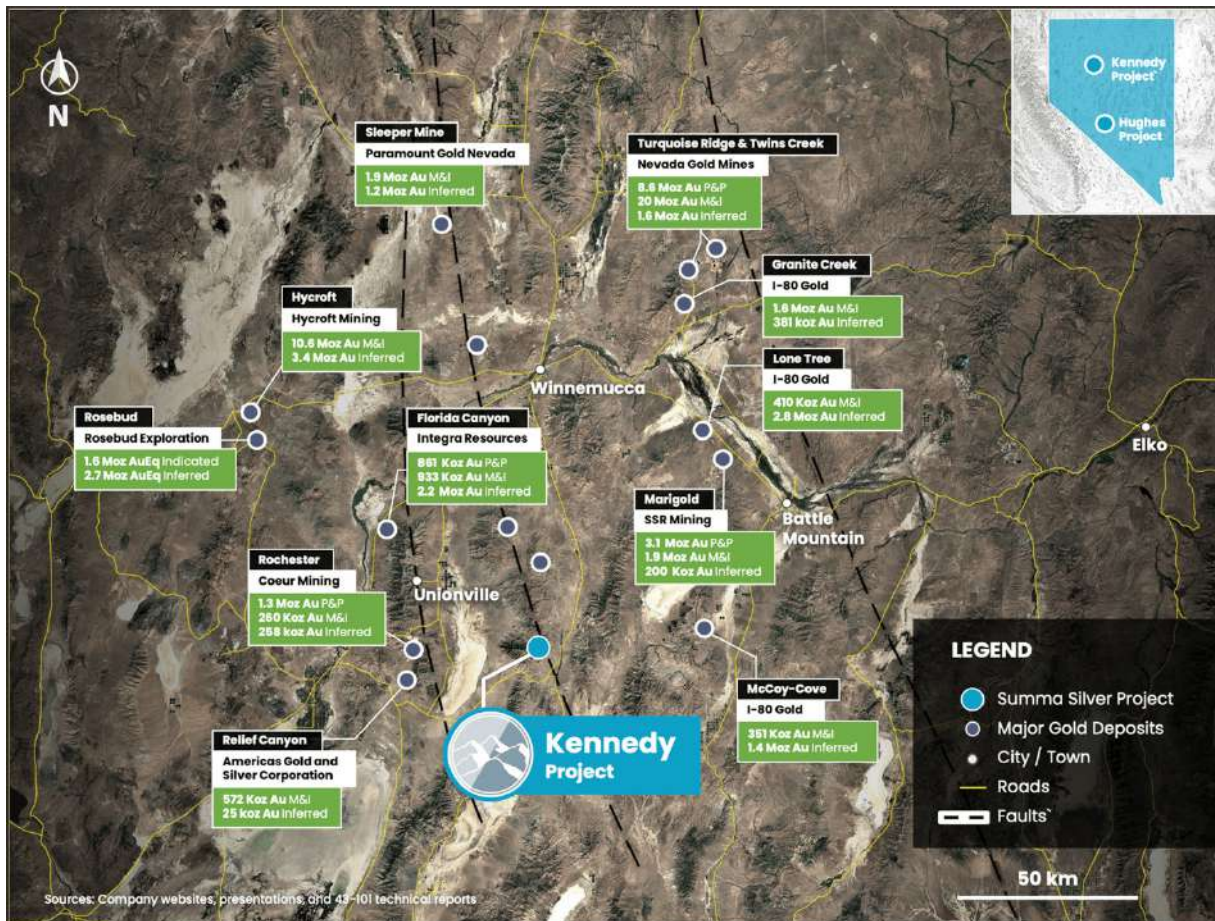 N
Kennedy
Project`
Hughes
Project
Sleeper Mine
Paramount Gold Nevada
1.9 Moz Au M&I
1.2 Moz Au Inferred
Turquoise Ridge & Twins Creek
Nevada Gold Mines
8.6 Moz Au P&P
20 Moz Au M&I
1.6 Moz Au Inferred
Granite Creek
I-80 Gold
1.6 Moz Au M&I
381 koz Au Inferred
Hycroft
Hycroft Mining
10.6 Moz Au M&I
3.4 Moz Au Inferred
Lone Tree
I-80 Gold
410 Koz Au M&I
2.8 Moz Au Inferred
Winnemucca
Rosebud
Rosebud Exploration
1.6 Moz AuEq Indicated
2.7 Moz AuEq Inferred
Florida Canyon
Integra Resources
861 Koz Au P&P
933 Koz Au M&I
2.2 Moz Au Inferred
Elko
Marigold
SSR Mining
3.1 Moz Au P&P
1.9 Moz Au M&I
200 Koz Au Inferred
Battle
Mountain
Rochester
Coeur Mining
1.3 Moz Au P&P
260 Koz Au M&I
258 koz Au Inferred
Unionville
McCoy-Cove
I-80 Gold
351 Koz Au M&I
1.4 Moz Au Inferred
Relief Canyon
Americas Gold and
Silver Corporation
572 Koz Au M&I
25 koz Au Inferred
Kennedy
Project
LEGEND
Summa Silver Project
Major Gold Deposits
City / Town
Roads
Faults`
50 km
Sources: Company websites, presentations, and 43-101 technical reports